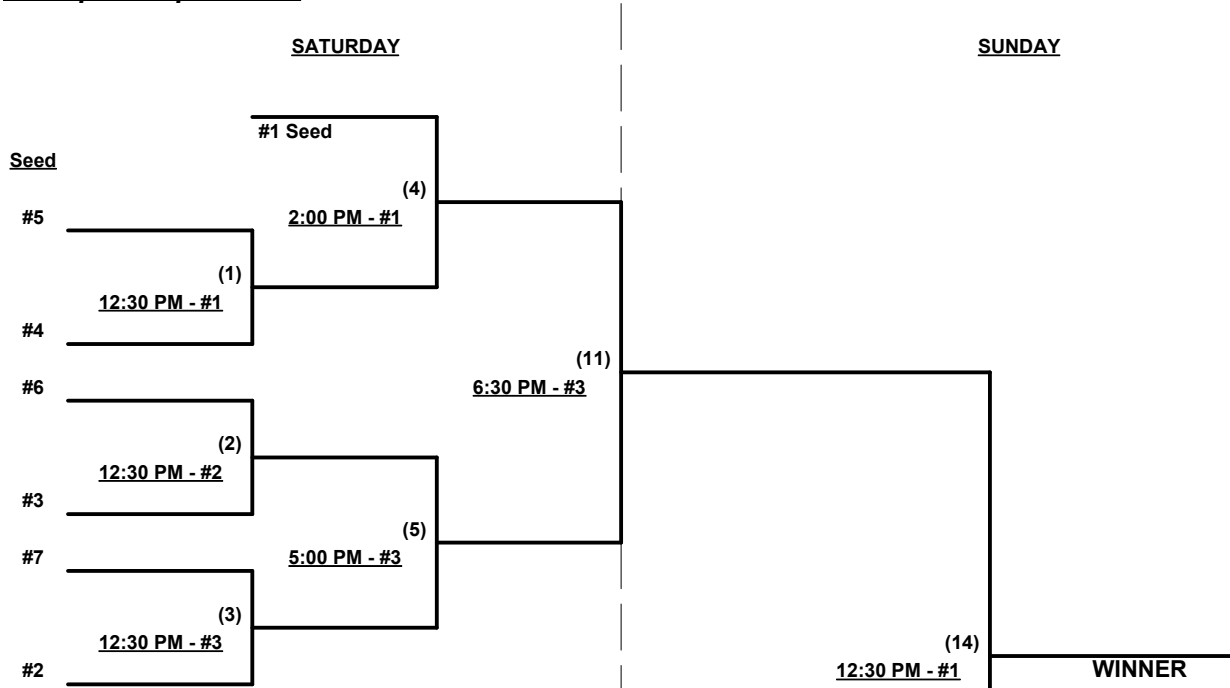 SATURDAY
SUNDAY
#1 Seed
Seed
(4)
#5
2:00 PM - #1
(1)
12:30 PM - #1
#4
(11)
#6
6:30 PM - #3
(2)
12:30 PM - #2
#3
(5)
#7
5:00 PM - #3
(3)
12:30 PM - #3
(14)
#2
12:30 PM - #1
WINNER